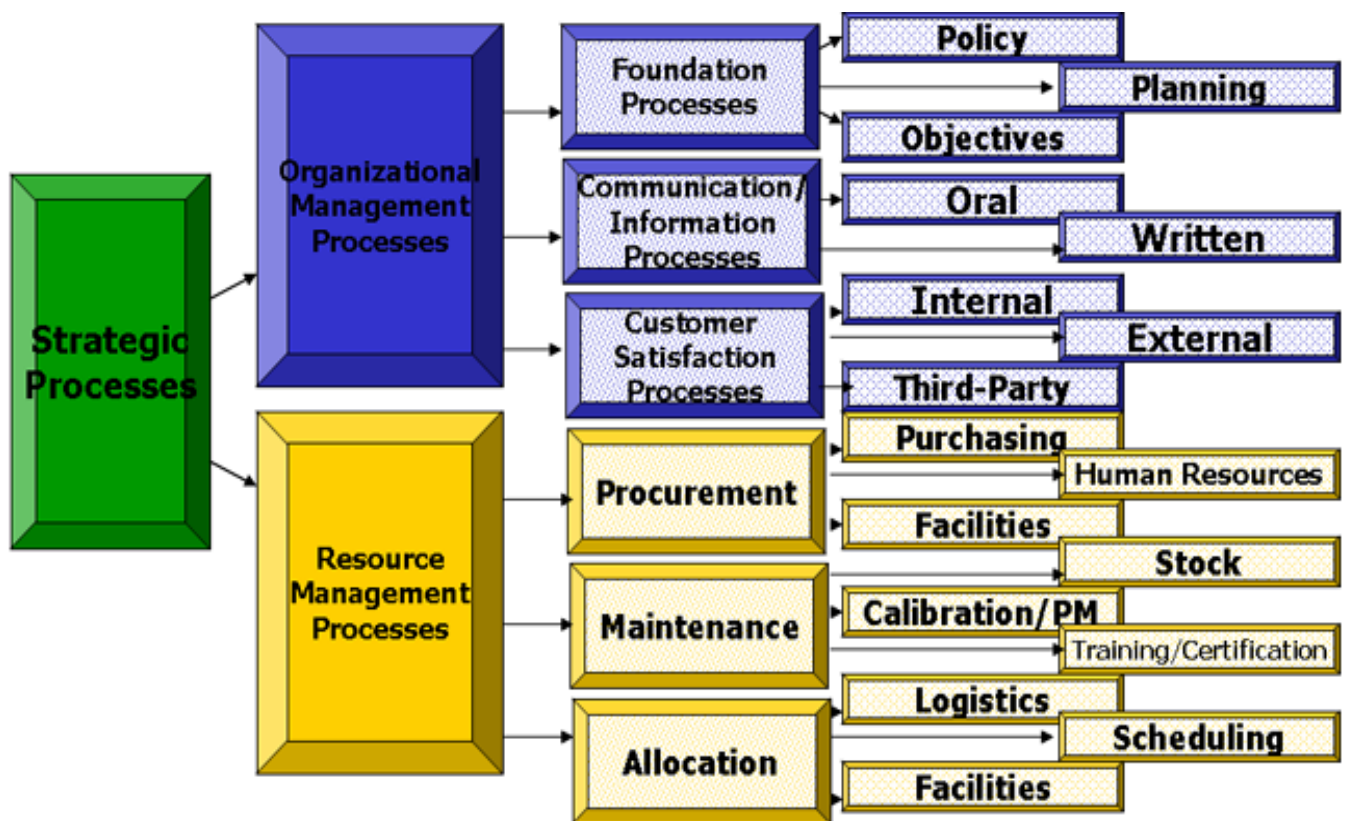 Strategic
Processes
Organizational
Management
Processes
Foundation
Processes
Policy
Planning
Objectives
Communication/
Information
Processes
Oral
Written
Customer
Satisfaction
Processes
Internal
External
Third-Party
Resource
Management
Processes
Procurement
Purchasing
Human Resources
Facilities
Maintenance
Stock
Calibration/PM
Training/Certification
Allocation
Logistics
Scheduling
Facilities